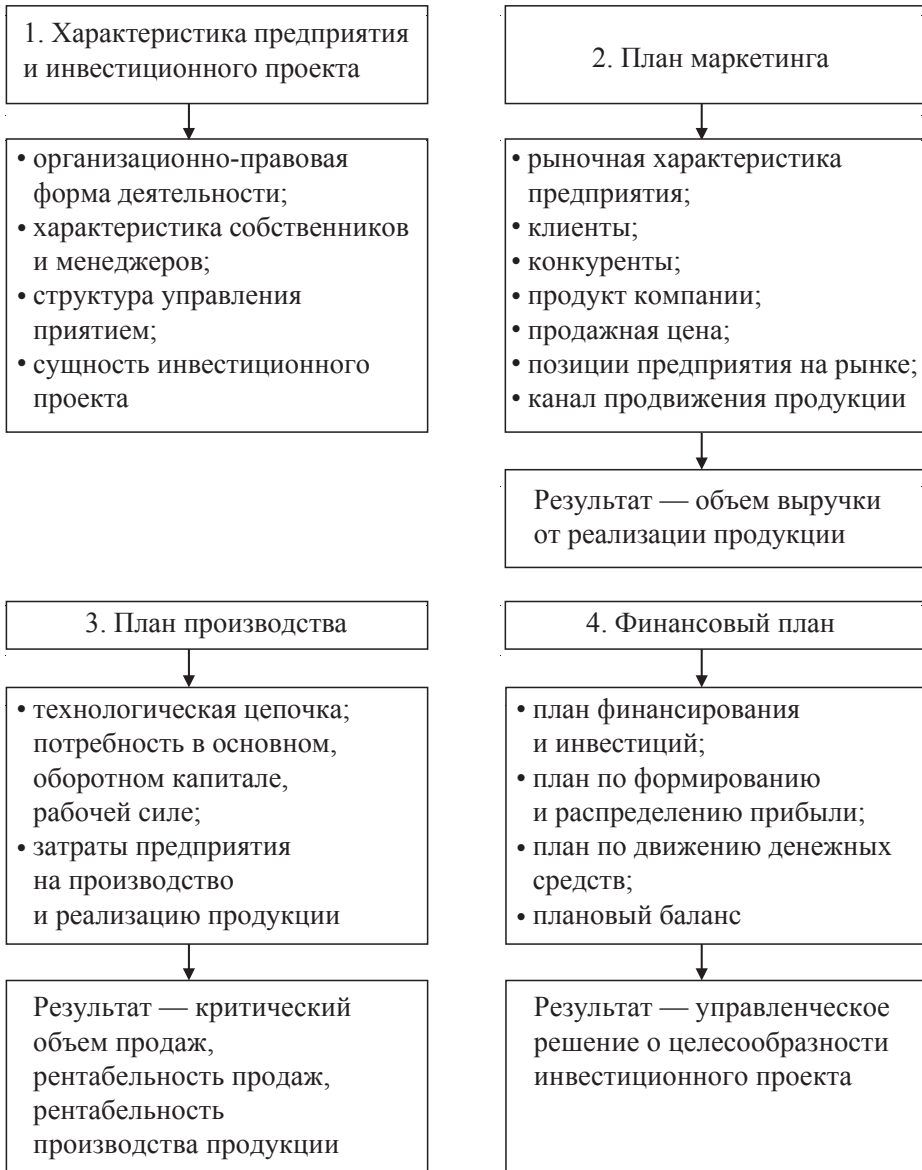 1. Характеристика предприятия
и инвестиционного проекта
• организационно-правовая
форма деятельности;
• характеристика собственников
и менеджеров;
• структура управления
приятием;
• сущность инвестиционного
проекта
2. План маркетинга
• рыночная характеристика
предприятия;
• клиенты;
• конкуренты;
• продукт компании;
• продажная цена;
• позиции предприятия на рынке;
• канал продвижения продукции
Результат — объем выручки
от реализации продукции
3. План производства
• технологическая цепочка;
потребность в основном,
оборотном капитале,
рабочей силе;
• затраты предприятия
на производство
и реализацию продукции
Результат — критический
объем продаж,
рентабельность продаж,
рентабельность
производства продукции
4. Финансовый план
• план финансирования
и инвестиций;
• план по формированию
и распределению прибыли;
• план по движению денежных
средств;
• плановый баланс
Результат — управленческое
решение о целесообразности
инвестиционного проекта